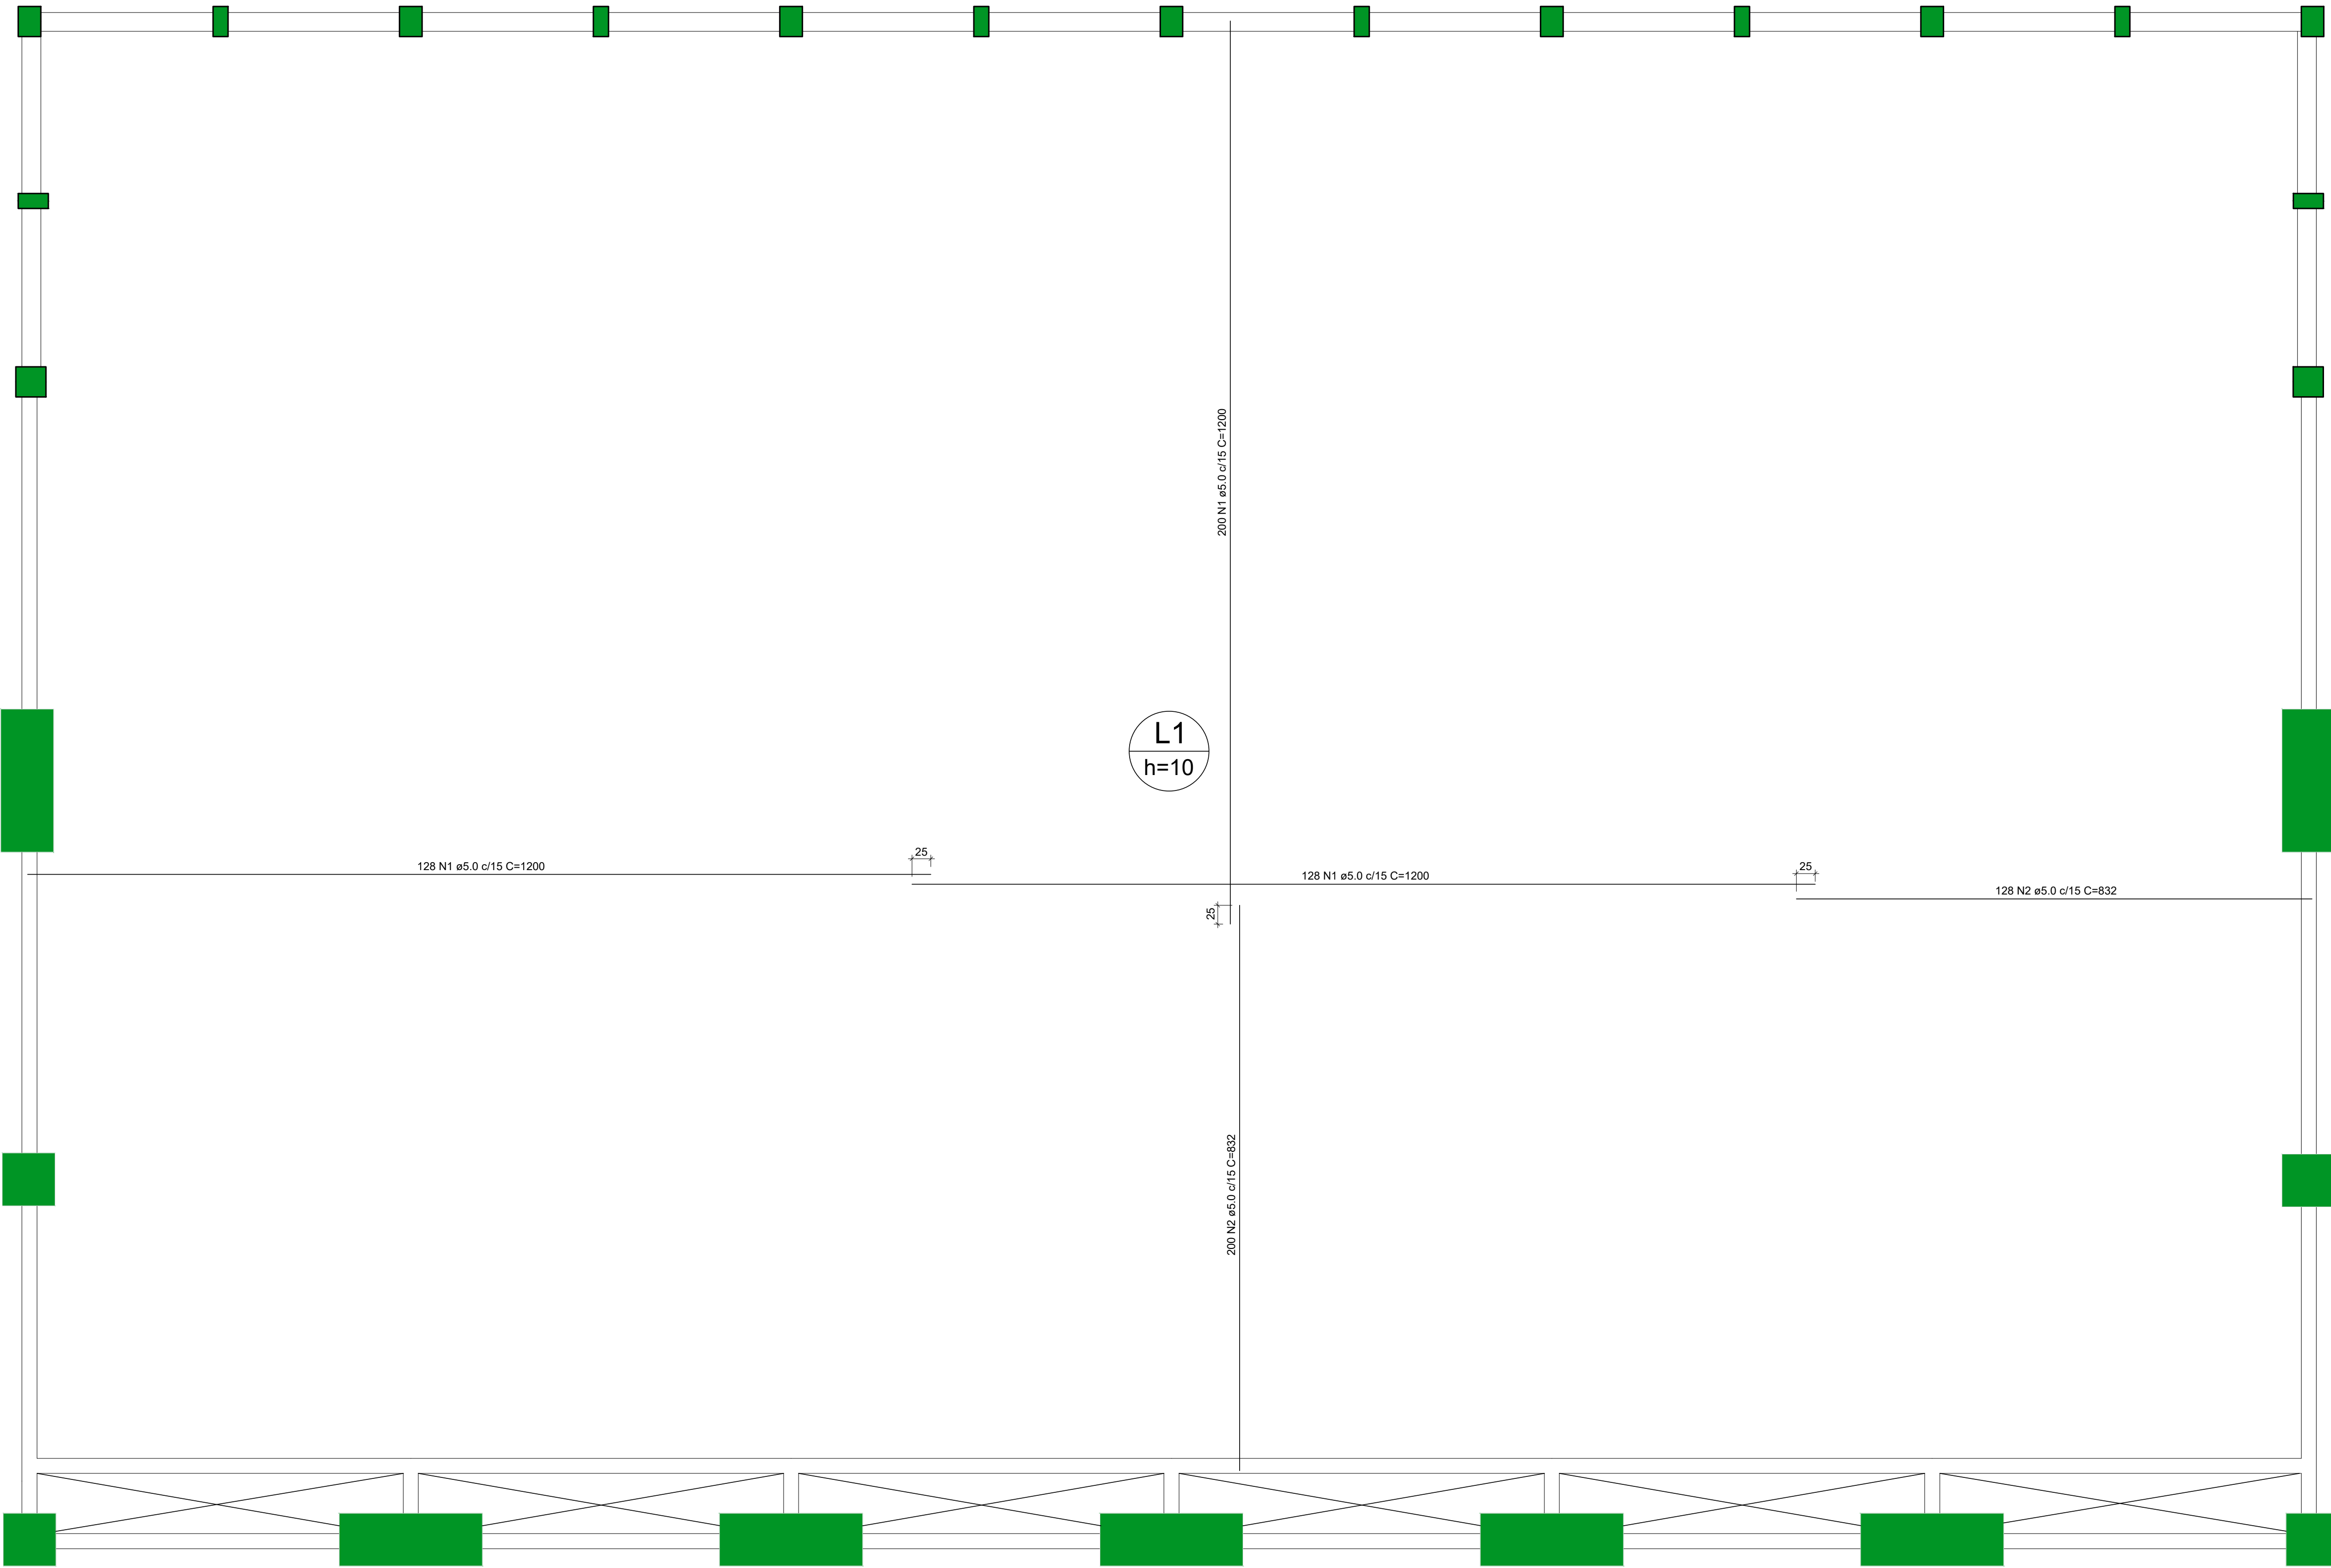 200 N1 ø5.0 c/15 C=1200
L1
h=10
25
128 N1 ø5.0 c/15 C=1200
25
128 N1 ø5.0 c/15 C=1200
128 N2 ø5.0 c/15 C=832
25
200 N2 ø5.0 c/15 C=832